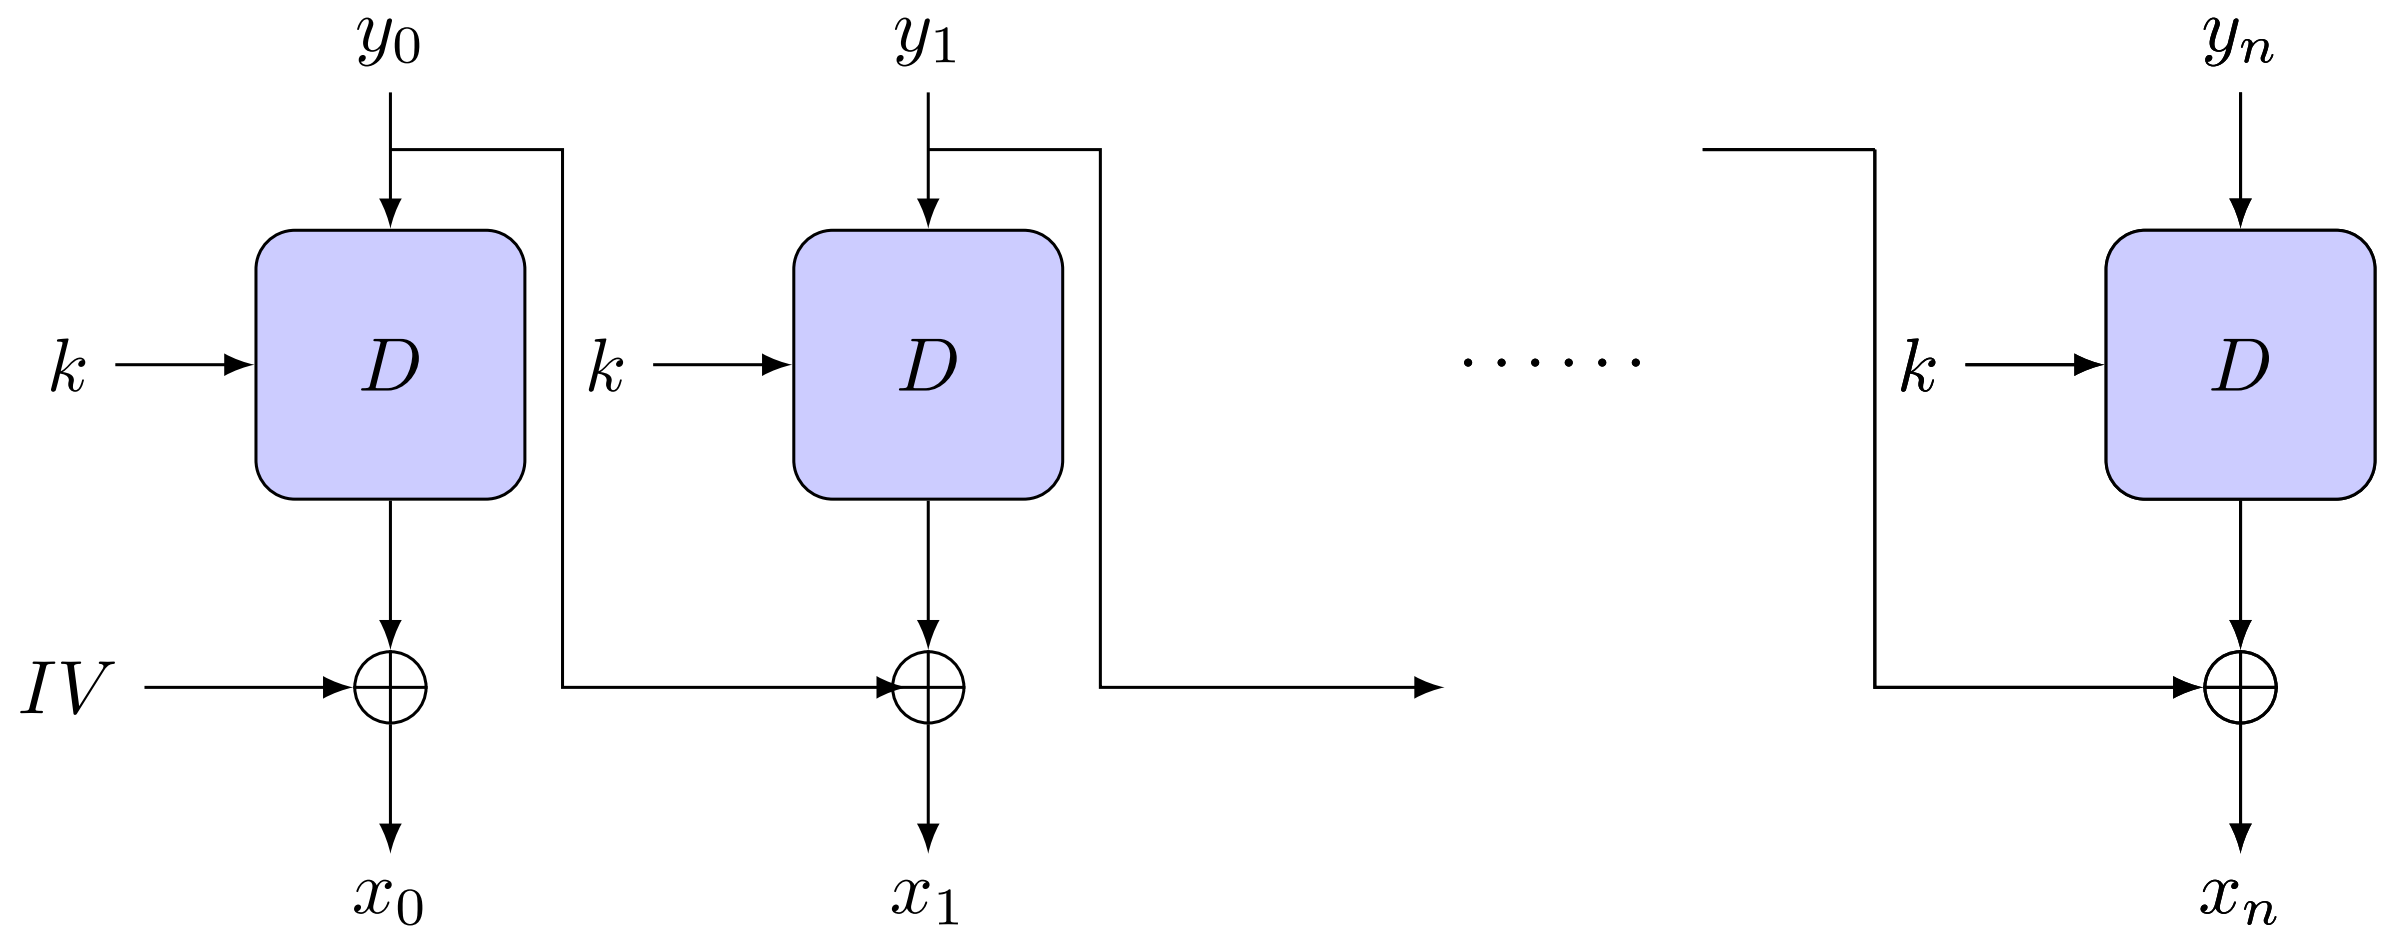 y₀ y₁ yₙ
k D k D ...... k D
IV
x₀ x₁ xₙ